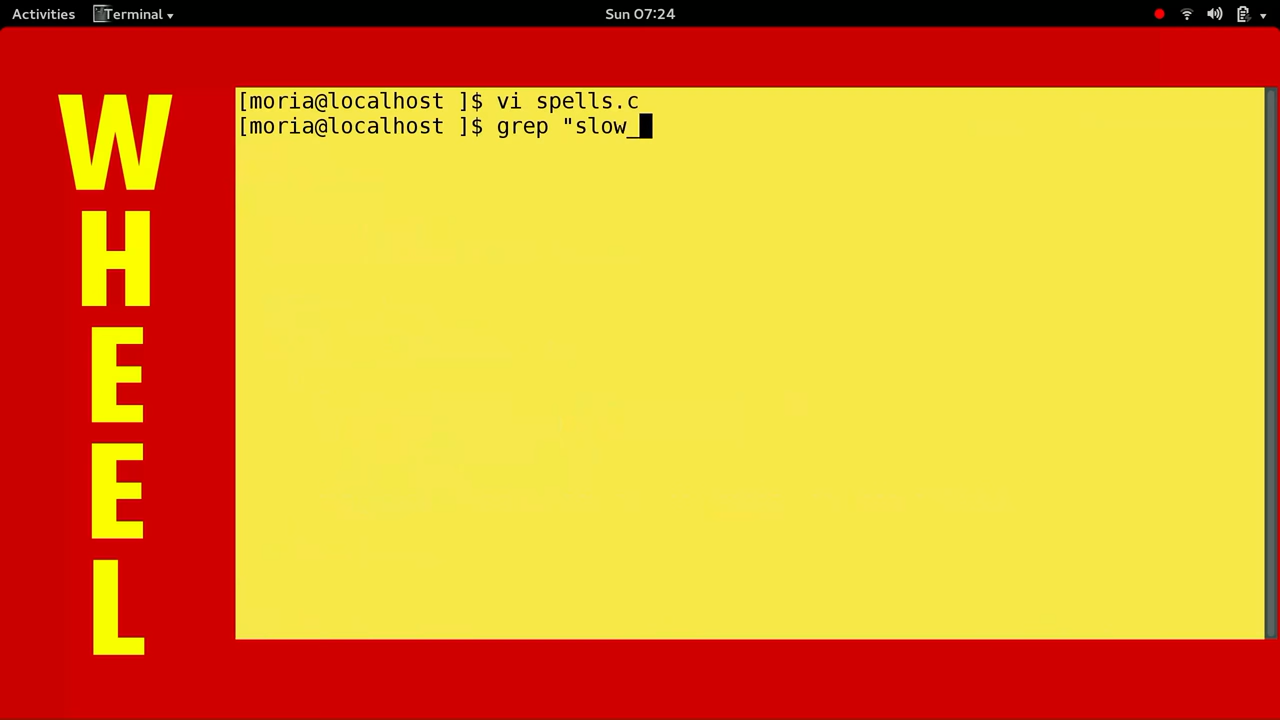 Activities Terminal Sun 07:24
WHEEL
[moria@localhost ]$ vi spells.c
[moria@localhost ]$ grep "slow_